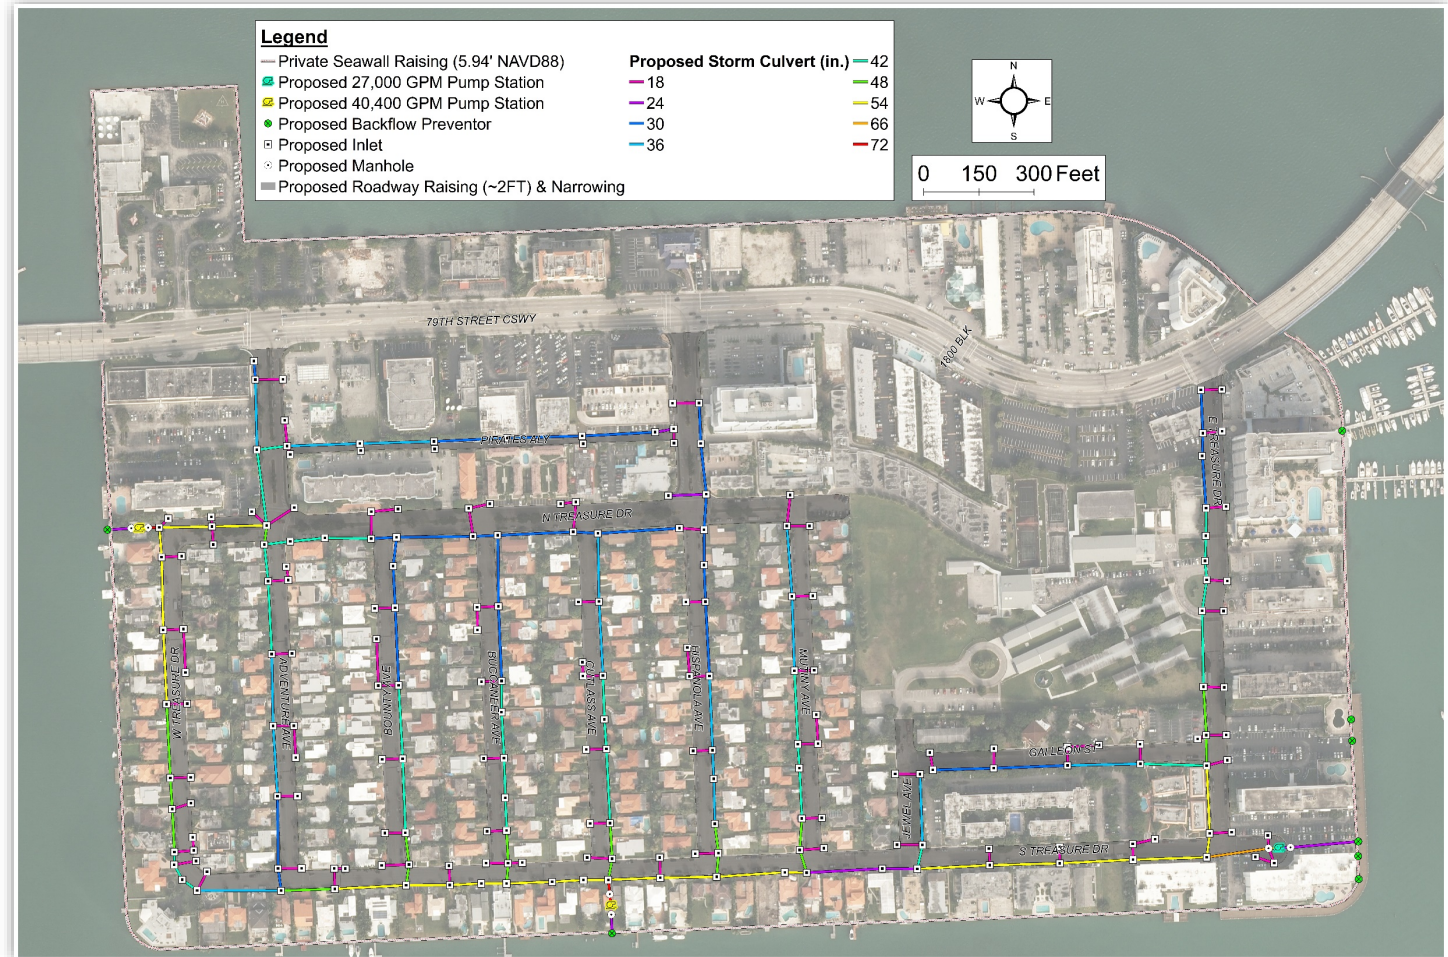 Legend
Private Seawall Raising (5.94' NAVD88)
Proposed 27,000 GPM Pump Station
Proposed 40,400 GPM Pump Station
Proposed Backflow Preventor
Proposed Inlet
Proposed Manhole
Proposed Roadway Raising (~2FT) & Narrowing
Proposed Storm Culvert (in.)
18
24
30
36
42
48
54
66
72
N
W E
S
0 150 300 Feet
79TH STREET CSWY
1800 BLK
PIRATES ALY
E TREASURE DR
N TREASURE DR
W TREASURE DR
ADVENTURE AVE
BOUNTY AVE
BUCCANEER AVE
CUTLASS AVE
HISPANOLA AVE
MUTINY AVE
GALLEON ST
JEWEL AVE
S TREASURE DR